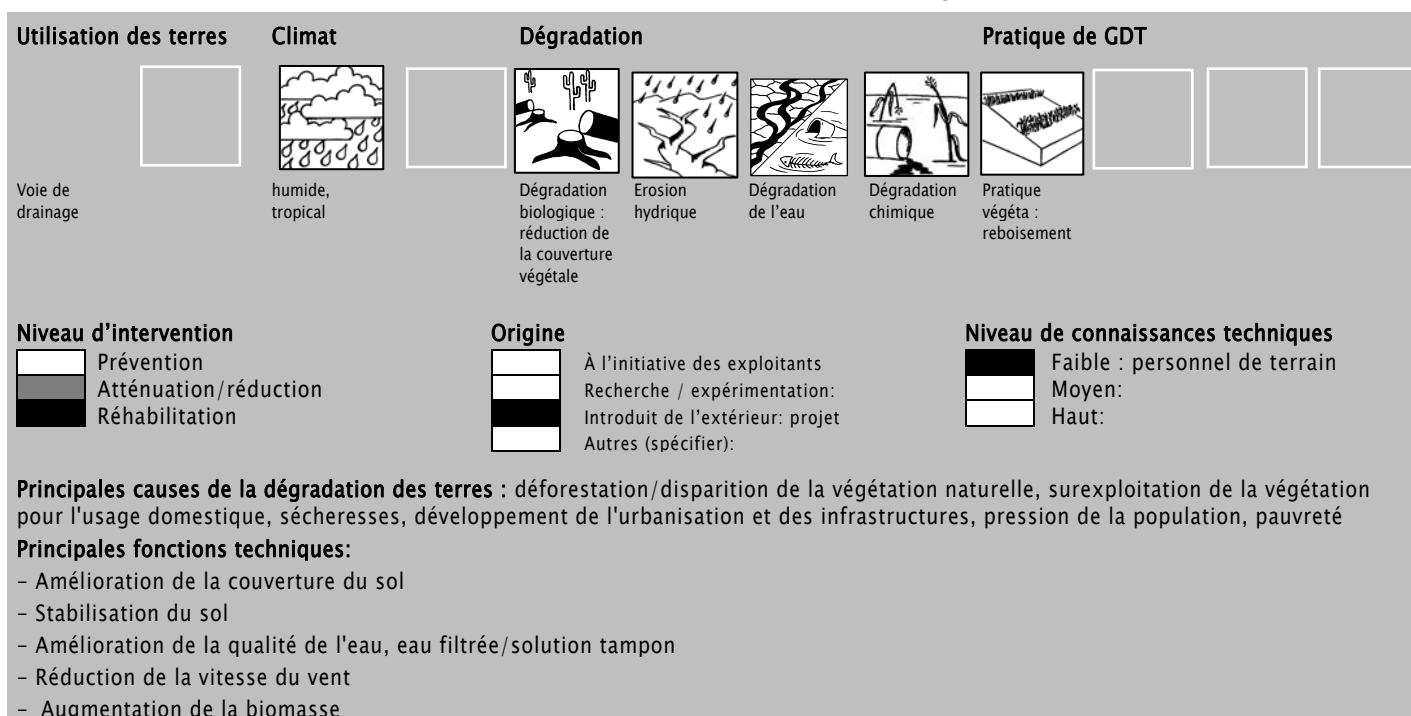 Utilisation des terres Climat Dégradation Pratique de GDT
Voie de
drainage
humide,
tropical
Dégradation
biologique :
réduction de
la couverture
végétale
Erosion
hydrique
Dégradation
de l'eau
Dégradation
chimique
Pratique
végéta :
reboisement
Niveau d'intervention
Prévention
Atténuation/réduction
Réhabilitation
Origine
À l'initiative des exploitants
Recherche / expérimentation:
Introduit de l'extérieur: projet
Autres (spécifier):
Niveau de connaissances techniques
Faible : personnel de terrain
Moyen:
Haut:
Principales causes de la dégradation des terres : déforestation/disparition de la végétation naturelle, surexploitation de la végétation
pour l'usage domestique, sécheresses, développement de l'urbanisation et des infrastructures, pression de la population, pauvreté
Principales fonctions techniques:
– Amélioration de la couverture du sol
– Stabilisation du sol
– Amélioration de la qualité de l'eau, eau filtrée/solution tampon
– Réduction de la vitesse du vent
– Augmentation de la biomasse